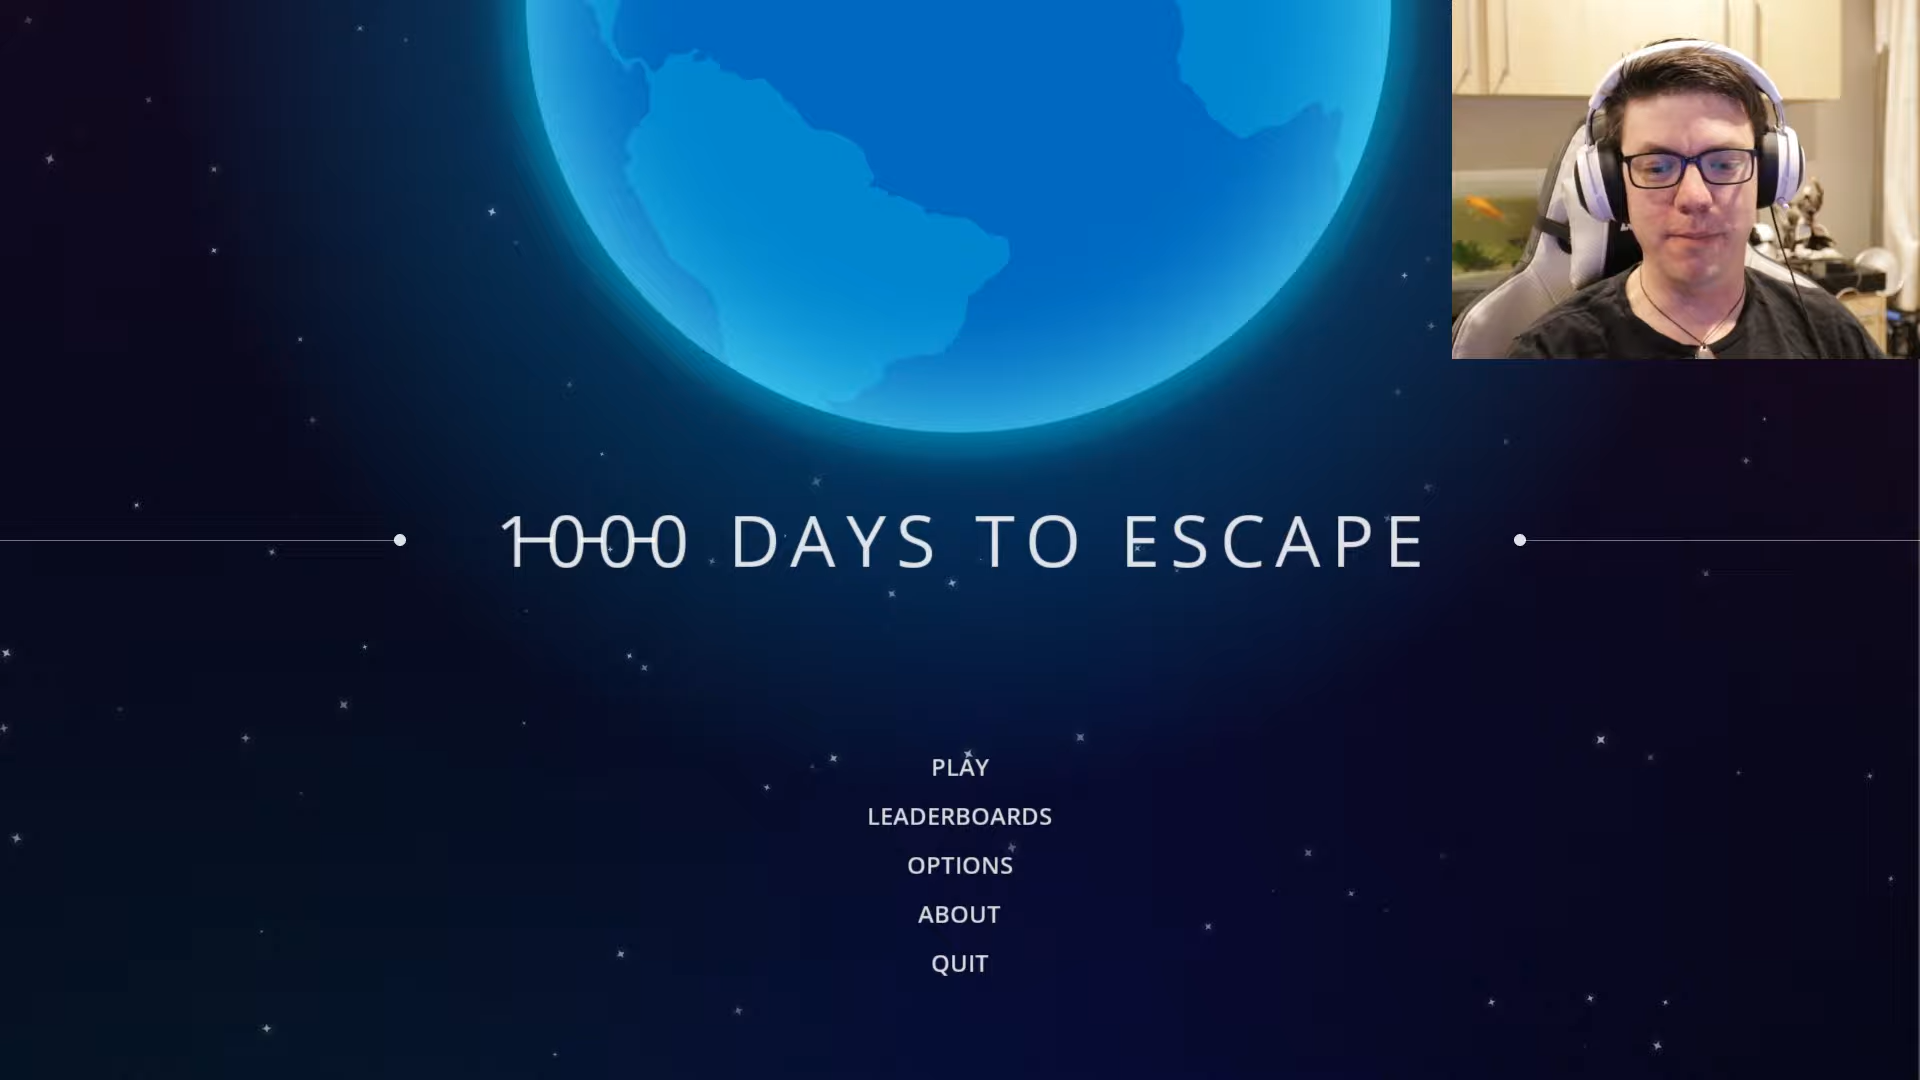 1000 DAYS TO ESCAPE
PLAY
LEADERBOARDS
OPTIONS
ABOUT
QUIT